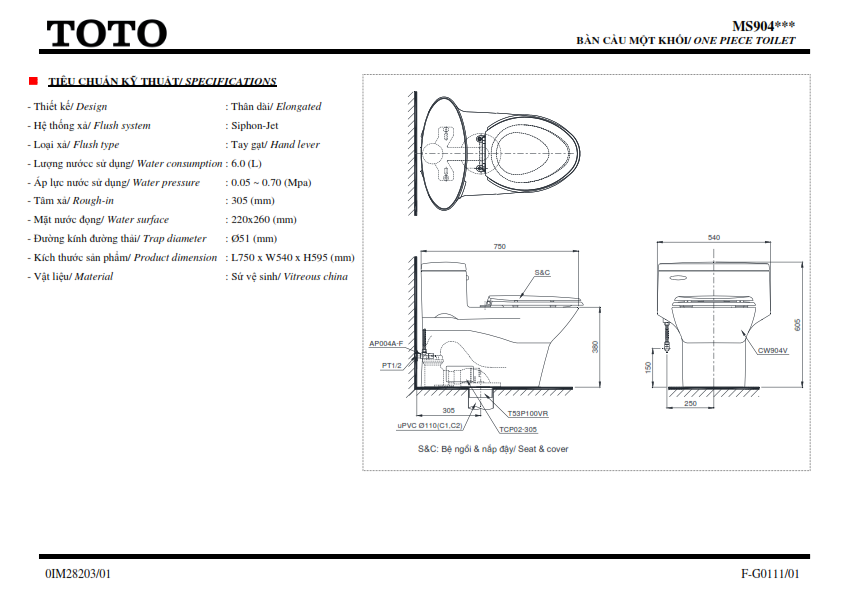 TOTO
MS904***
BÀN CẦU MỘT KHỐI/ ONE PIECE TOILET
TIÊU CHUẨN KỸ THUẬT/ SPECIFICATIONS
- Thiết kế/ Design : Thân dài/ Elongated
- Hệ thống xả/ Flush system : Siphon-Jet
- Loại xả/ Flush type : Tay gạt/ Hand lever
- Lượng nướcc sử dụng/ Water consumption : 6.0 (L)
- Áp lực nước sử dụng/ Water pressure : 0.05 ~ 0.70 (Mpa)
- Tâm xả/ Rough-in : 305 (mm)
- Mặt nước đọng/ Water surface : 220x260 (mm)
- Đường kính đường thải/ Trap diameter : Ø51 (mm)
- Kích thước sản phẩm/ Product dimension : L750 x W540 x H595 (mm)
- Vật liệu/ Material : Sứ vệ sinh/ Vitreous china
750
540
S&C
AP004A-F
PT1/2
380
605
CW904V
150
250
305
T53P100VR
uPVC Ø110(C1,C2)
TCP02-305
S&C: Bệ ngồi & nắp đậy/ Seat & cover
0IM28203/01
F-G0111/01